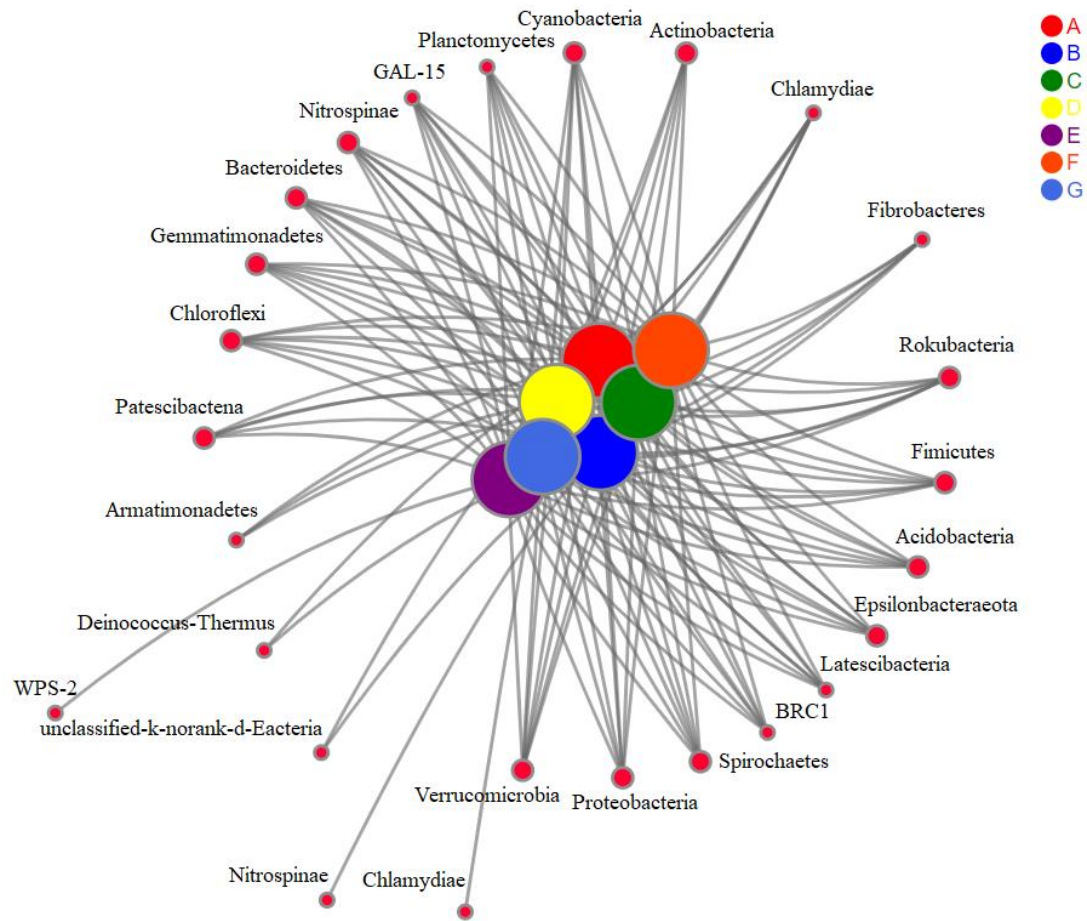 Cyanobacteria
Actinobacteria
Planctomycetes
GAL-15
Chlamydiae
Nitrospinae
Bacteroidetes
Fibrobacteres
Gemmatimonadetes
Chloroflexi
Rokubacteria
Patescibactena
Fimicutes
Armatimonadetes
Acidobacteria
Epsilonbacteraeota
Deinococcus-Thermus
Latescibacteria
WPS-2
BRC1
unclassified-k-norank-d-Eacteria
Spirochaetes
Verrucomicrobia
Proteobacteria
Nitrospinae
Chlamydiae
A
B
C
D
E
F
G